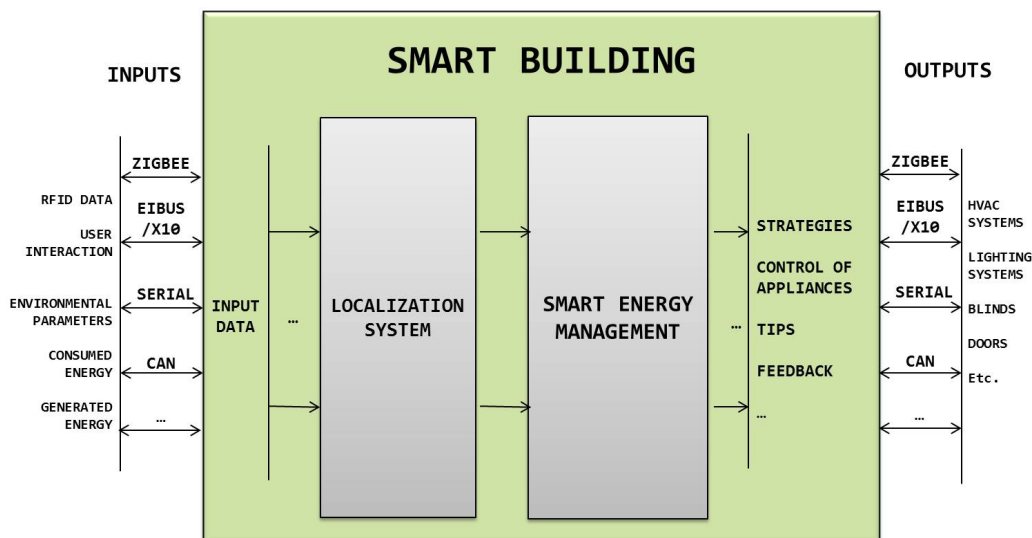 SMART BUILDING
INPUTS
ZIGBEE
RFID DATA
EIBUS
/X10
USER
INTERACTION
SERIAL
ENVIRONMENTAL
PARAMETERS
CONSUMED
ENERGY
CAN
GENERATED
ENERGY
…
INPUT
DATA
…
LOCALIZATION
SYSTEM
SMART ENERGY
MANAGEMENT
…
STRATEGIES
CONTROL OF
APPLIANCES
TIPS
FEEDBACK
…
OUTPUTS
ZIGBEE
EIBUS
/X10
SERIAL
CAN
…
HVAC
SYSTEMS
LIGHTING
SYSTEMS
BLINDS
DOORS
Etc.